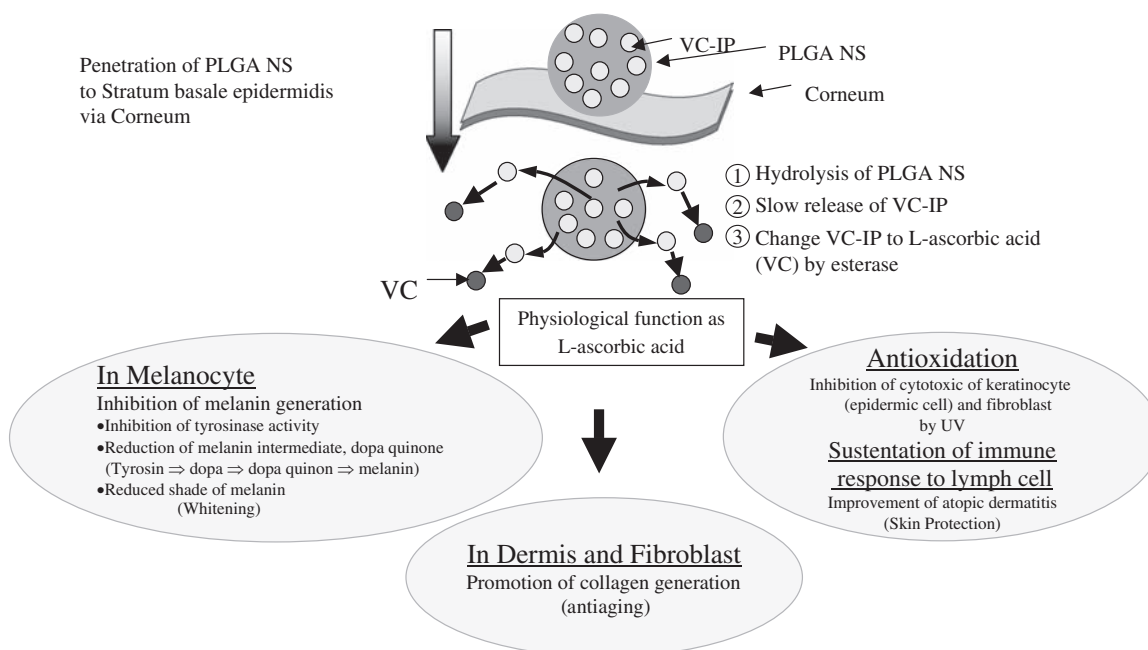 Penetration of PLGA NS
to Stratum basale epidermidis
via Corneum
VC-IP
PLGA NS
Corneum
① Hydrolysis of PLGA NS
② Slow release of VC-IP
③ Change VC-IP to L-ascorbic acid
(VC) by esterase
VC
Physiological function as
L-ascorbic acid
In Melanocyte
Inhibition of melanin generation
•Inhibition of tyrosinase activity
•Reduction of melanin intermediate, dopa quinone
(Tyrosin ⇒ dopa ⇒ dopa quinon ⇒ melanin)
•Reduced shade of melanin
(Whitening)
In Dermis and Fibroblast
Promotion of collagen generation
(antiaging)
Antioxidation
Inhibition of cytotoxic of keratinocyte
(epidermic cell) and fibroblast
by UV
Sustentation of immune
response to lymph cell
Improvement of atopic dermatitis
(Skin Protection)